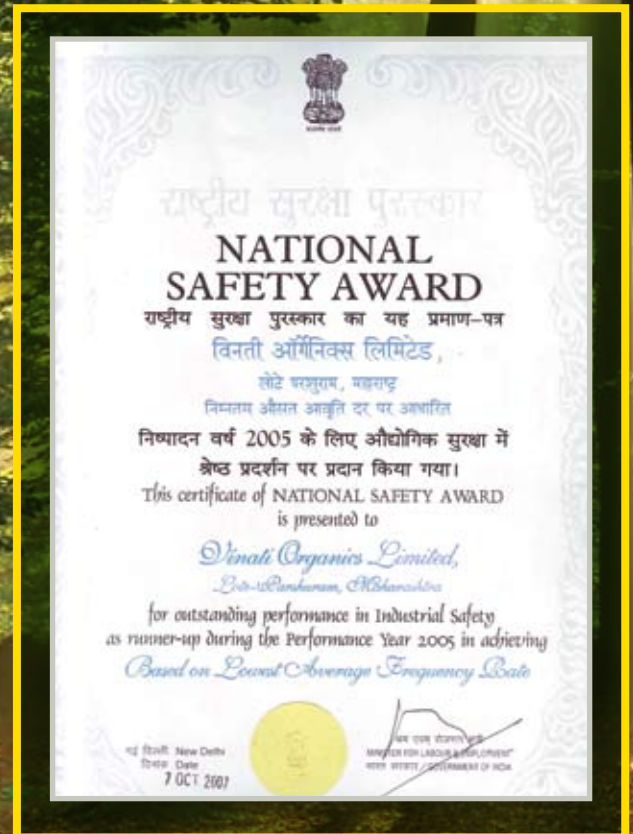 राष्ट्रीय सुरक्षा पुरस्कार
NATIONAL
SAFETY AWARD
राष्ट्रीय सुरक्षा पुरस्कार का यह प्रमाण-पत्र
विनती ऑर्गेनिक्स लिमिटेड,
लोटे परशुराम, महाराष्ट्र
निम्नतम औसत आवृति दर पर आधारित
निष्पादन वर्ष 2005 के लिए औद्योगिक सुरक्षा में
श्रेष्ठ प्रदर्शन पर प्रदान किया गया।
This certificate of NATIONAL SAFETY AWARD
is presented to
Vinati Organics Limited,
for outstanding performance in Industrial Safety
as runner-up during the Performance Year 2005 in achieving
Based on Lowest Average Frequency Rate
नई दिल्ली New Delhi
दिनांक Date
7 OCT 2007
MINISTER FOR LABOUR & EMPLOYMENT
भारत सरकार / GOVERNMENT OF INDIA